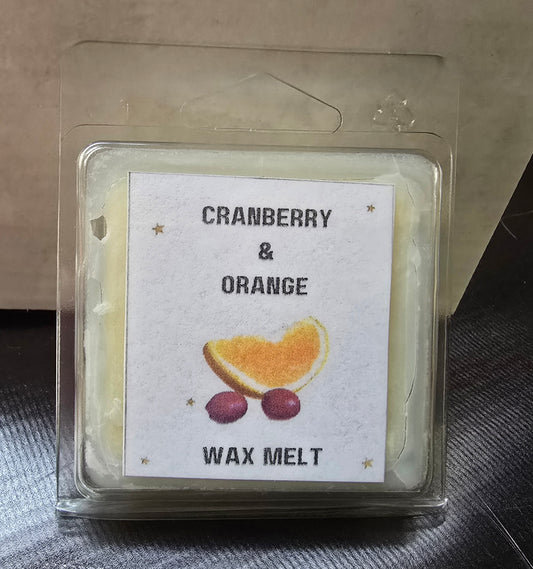 CRANBERRY
&
ORANGE
WAX MELT